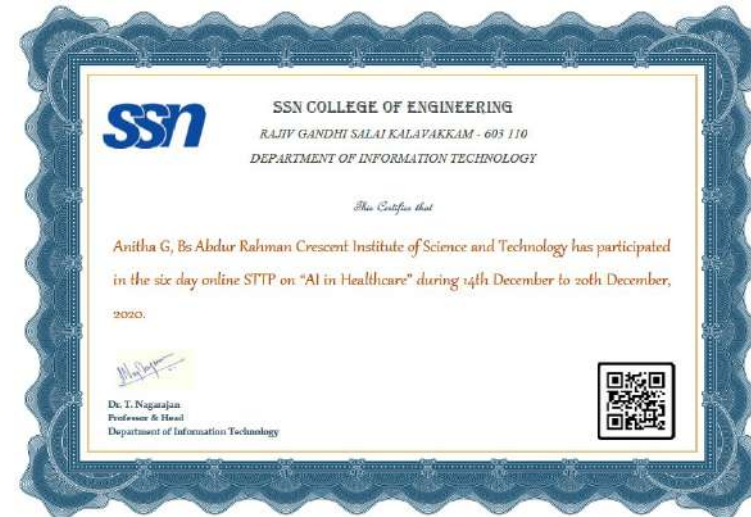 ssn
SSN COLLEGE OF ENGINEERING
RAJIV GANDHI SALAI KALAVAKKAM - 603 110
DEPARTMENT OF INFORMATION TECHNOLOGY
This Certifies that
Anitha G, Bs Abdur Rahman Crescent Institute of Science and Technology has participated
in the six day online STTP on “AI in Healthcare” during 14th December to 20th December,
2020.
Dr. T. Nagarajan
Professor & Head
Department of Information Technology